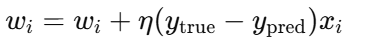 w_i = w_i + η(y_true − y_pred)x_i